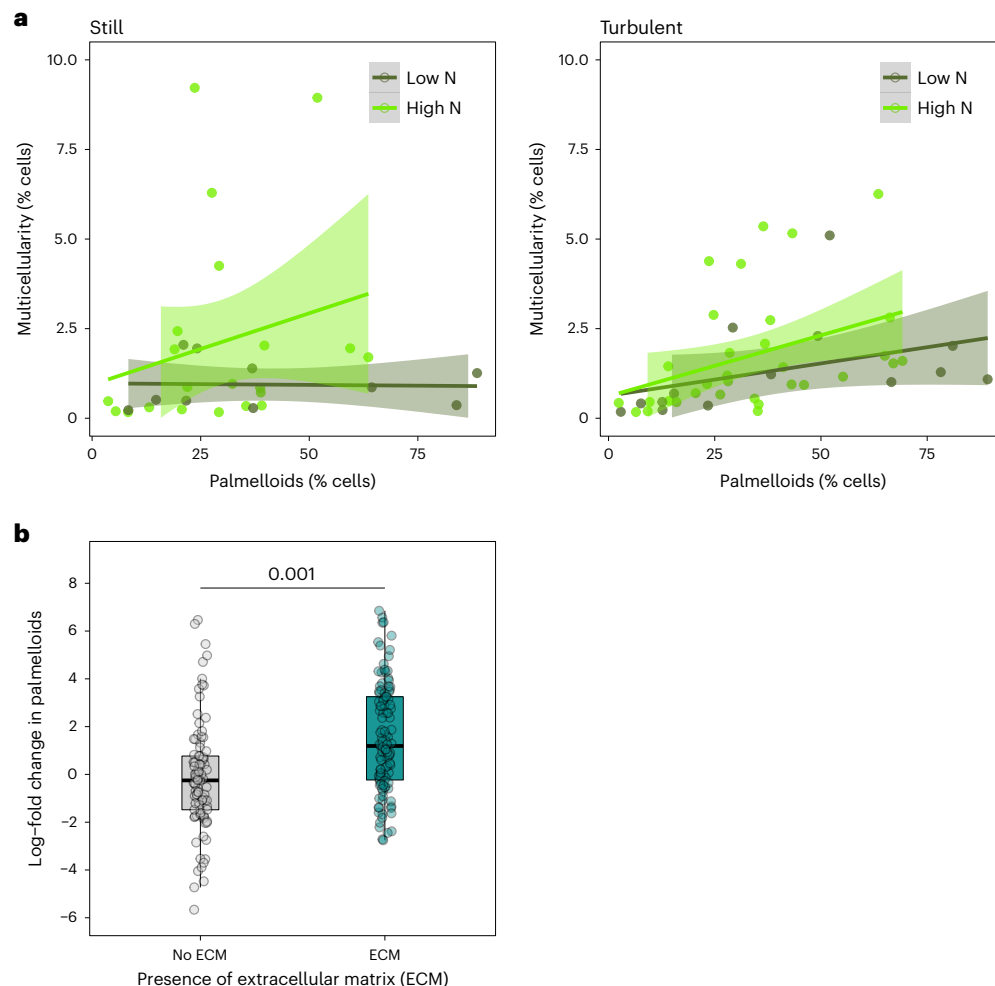 a
Still
Turbulent
10.0
7.5
5.0
2.5
0
Multicellularity (% cells)
Low N
High N
0 25 50 75
Palmelloids (% cells)
10.0
7.5
5.0
2.5
0
Multicellularity (% cells)
Low N
High N
0 25 50 75
Palmelloids (% cells)
b
8
6
4
2
0
−2
−4
−6
Log–fold change in palmelloids
0.001
No ECM ECM
Presence of extracellular matrix (ECM)